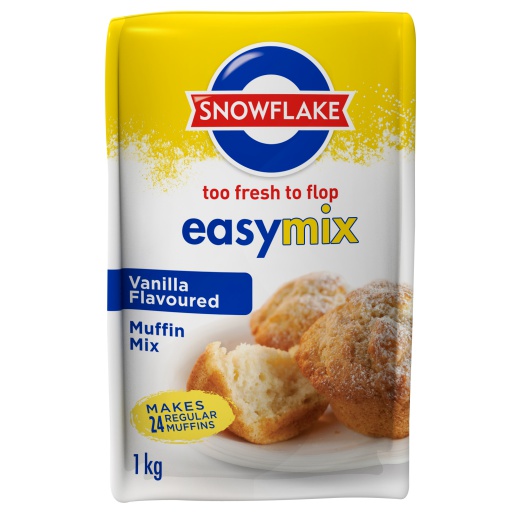 SNOWFLAKE
too fresh to flop
easymix
Vanilla
Flavoured
Muffin
Mix
MAKES
24 REGULAR
MUFFINS
1 kg